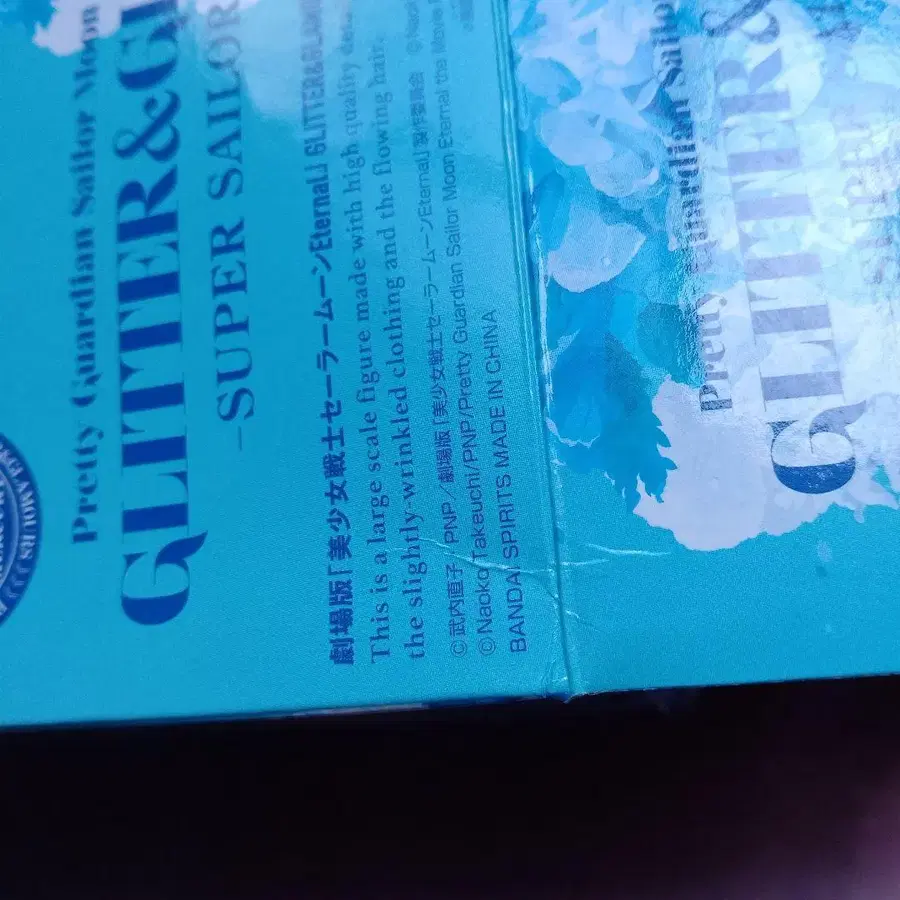 Pretty Guardian Sailor Moon
GLITTER&
SUPER SAILOR
劇場版「美少女戦士セーラームーンEternal」 GLITTER&GLAM
This is a large scale figure made with high quality
the slightly-wrinkled clothing and the flowing hair.
©武内直子・PNP/劇場版「美少女戦士セーラームーンEternal」製作委員会
©Naoko Takeuchi/PNP/Pretty Guardian Sailor Moon Eternal the Movie
BANDAI SPIRITS MADE IN CHINA
&GLAMOUROUS
Pretty Guardian Sailo
GLITTER&
SUPER